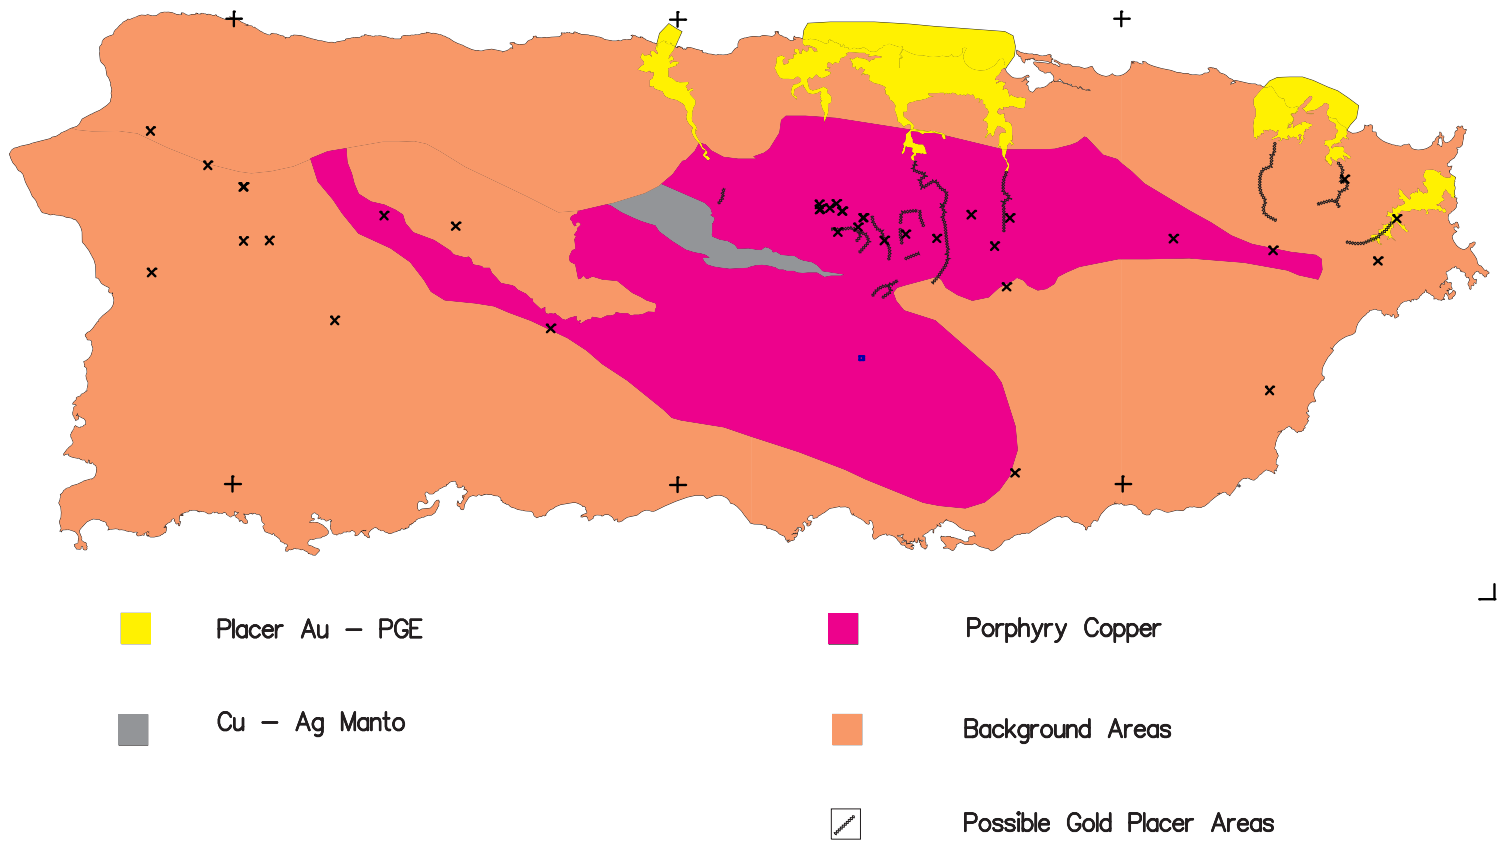 Placer Au – PGE
Porphyry Copper
Cu – Ag Manto
Background Areas
Possible Gold Placer Areas